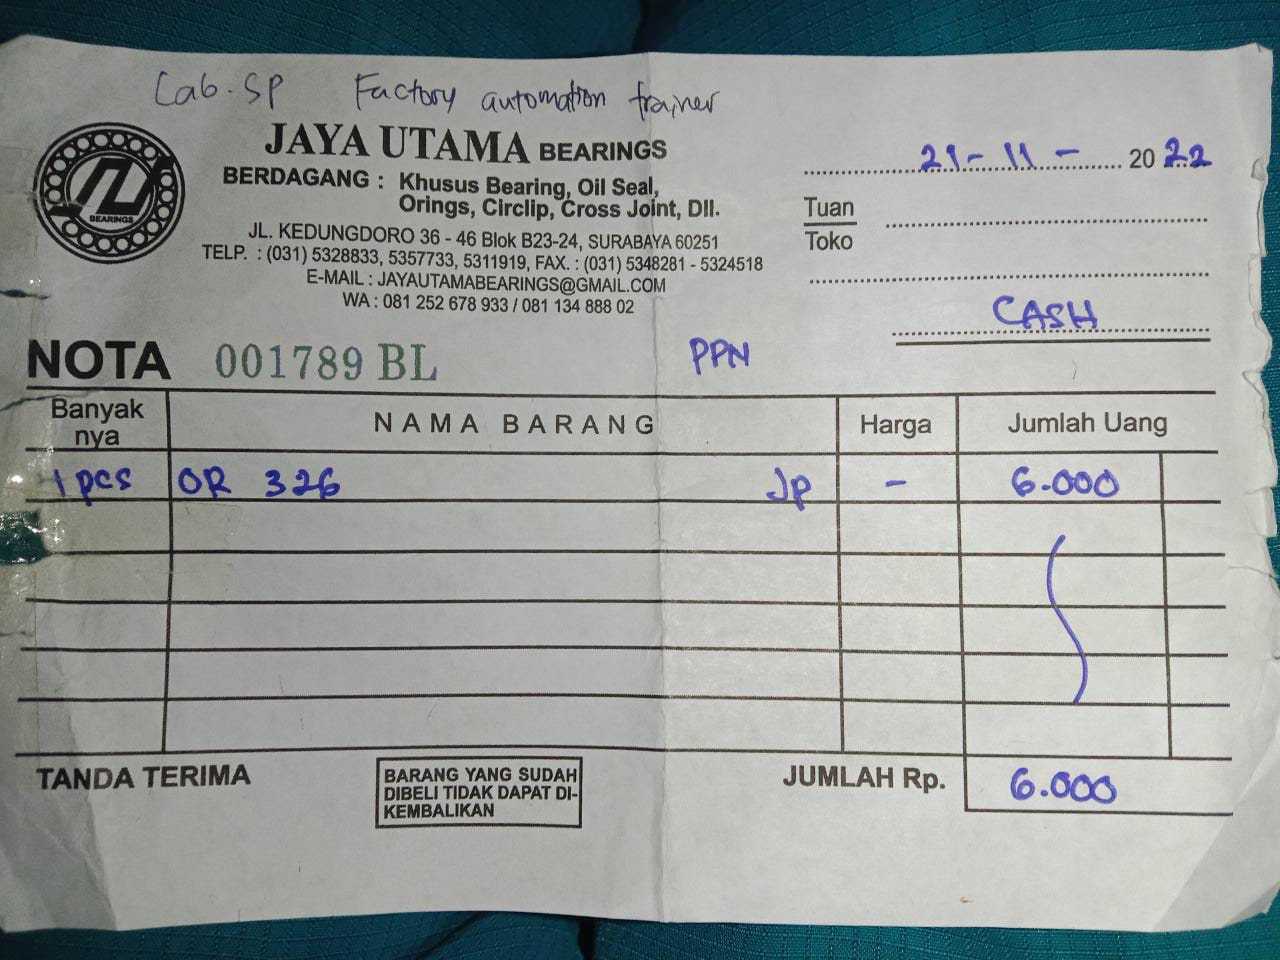 Lab. SP Factory automation trainer
JAYA UTAMA BEARINGS
BERDAGANG : Khusus Bearing, Oil Seal,
Orings, Circlip, Cross Joint, Dll.
JL. KEDUNGDORO 36 - 46 Blok B23-24, SURABAYA 60251
TELP. : (031) 5328833, 5357733, 5311919, FAX. : (031) 5348281 - 5324518
E-MAIL : JAYAUTAMABEARINGS@GMAIL.COM
WA : 081 252 678 933 / 081 134 888 02
JU
BEARINGS
21 - 11 - 2022
Tuan
Toko
CASH
NOTA 001789 BL PPN
Banyak nya NAMA BARANG Harga Jumlah Uang
1 pcs OR 326 JP - 6.000
TANDA TERIMA
BARANG YANG SUDAH
DIBELI TIDAK DAPAT DI-
KEMBALIKAN
JUMLAH Rp. 6.000